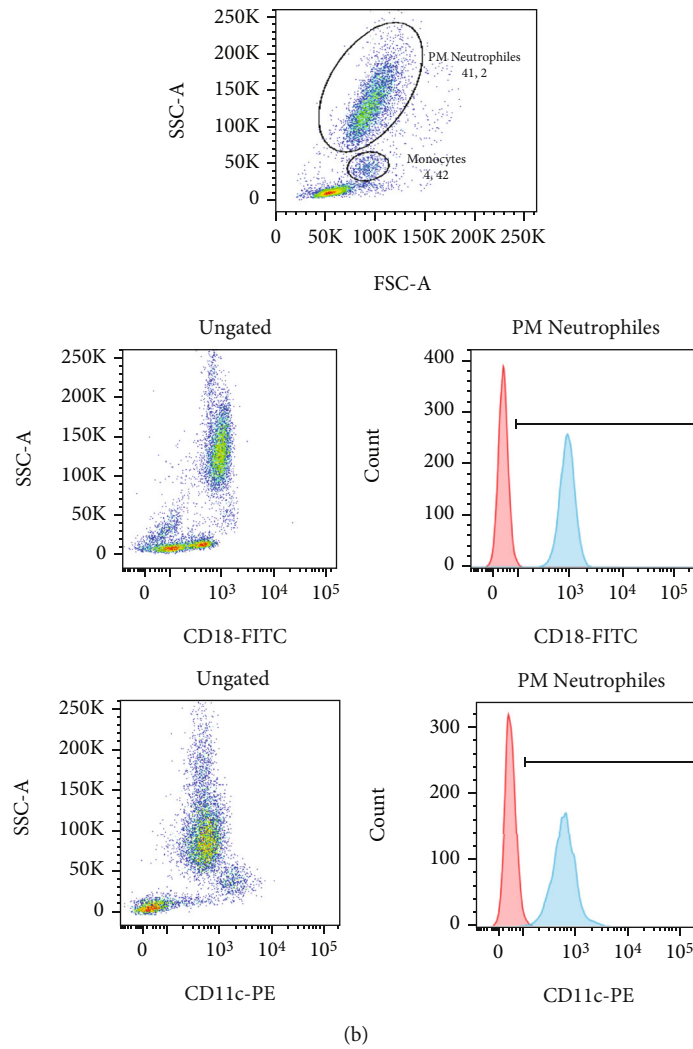 250K
200K
150K
100K
50K
0
SSC-A
PM Neutrophiles
41, 2
Monocytes
4, 42
0 50K 100K 150K 200K 250K
FSC-A
Ungated
250K
200K
150K
100K
50K
0
SSC-A
0 10³ 10⁴ 10⁵
CD18-FITC
PM Neutrophiles
400
300
200
100
0
Count
0 10³ 10⁴ 10⁵
CD18-FITC
Ungated
250K
200K
150K
100K
50K
0
SSC-A
0 10³ 10⁴ 10⁵
CD11c-PE
PM Neutrophiles
300
200
100
0
Count
0 10³ 10⁴ 10⁵
CD11c-PE
(b)